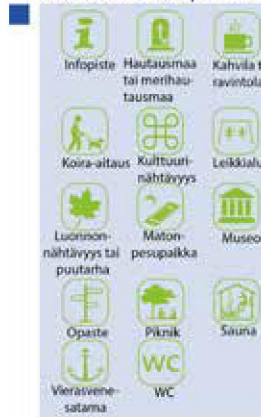 Infopiste Hautausmaa Kahvila
tai merihau- ravintola
tausmaa
Koira-aitaus Kulttuuri-
nähtävyys
Luonnon- Maton- Museo
nähtävyys tai pesupaikka
puutarha
Opaste Piknik Sauna
WC
Vierasvene- WC
satama